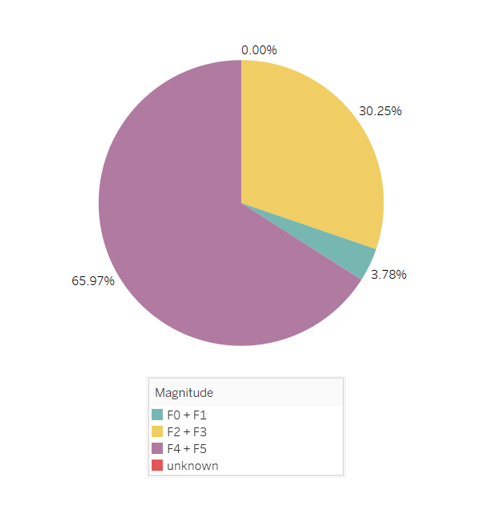 0.00%
30.25%
3.78%
65.97%
Magnitude
F0 + F1
F2 + F3
F4 + F5
unknown